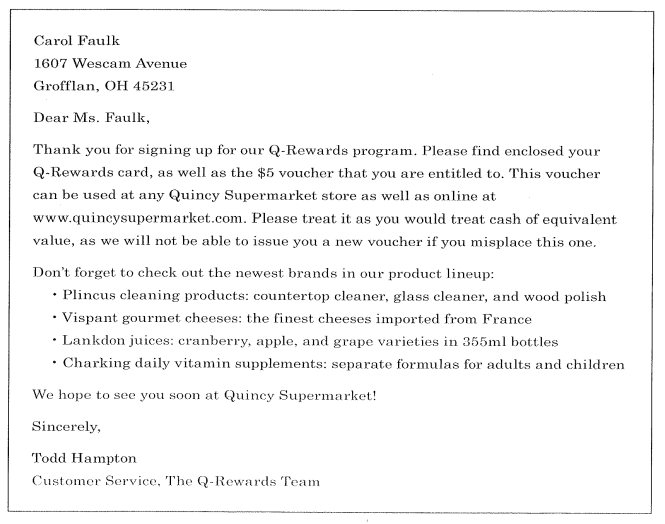 Carol Faulk
1607 Wescam Avenue
Grofflan, OH 45231
Dear Ms. Faulk,
Thank you for signing up for our Q-Rewards program. Please find enclosed your
Q-Rewards card, as well as the $5 voucher that you are entitled to. This voucher
can be used at any Quincy Supermarket store as well as online at
www.quincysupermarket.com. Please treat it as you would treat cash of equivalent
value, as we will not be able to issue you a new voucher if you misplace this one.
Don't forget to check out the newest brands in our product lineup:
• Plincus cleaning products: countertop cleaner, glass cleaner, and wood polish
• Vispant gourmet cheeses: the finest cheeses imported from France
• Lankdon juices: cranberry, apple, and grape varieties in 355ml bottles
• Charking daily vitamin supplements: separate formulas for adults and children
We hope to see you soon at Quincy Supermarket!
Sincerely,
Todd Hampton
Customer Service, The Q-Rewards Team